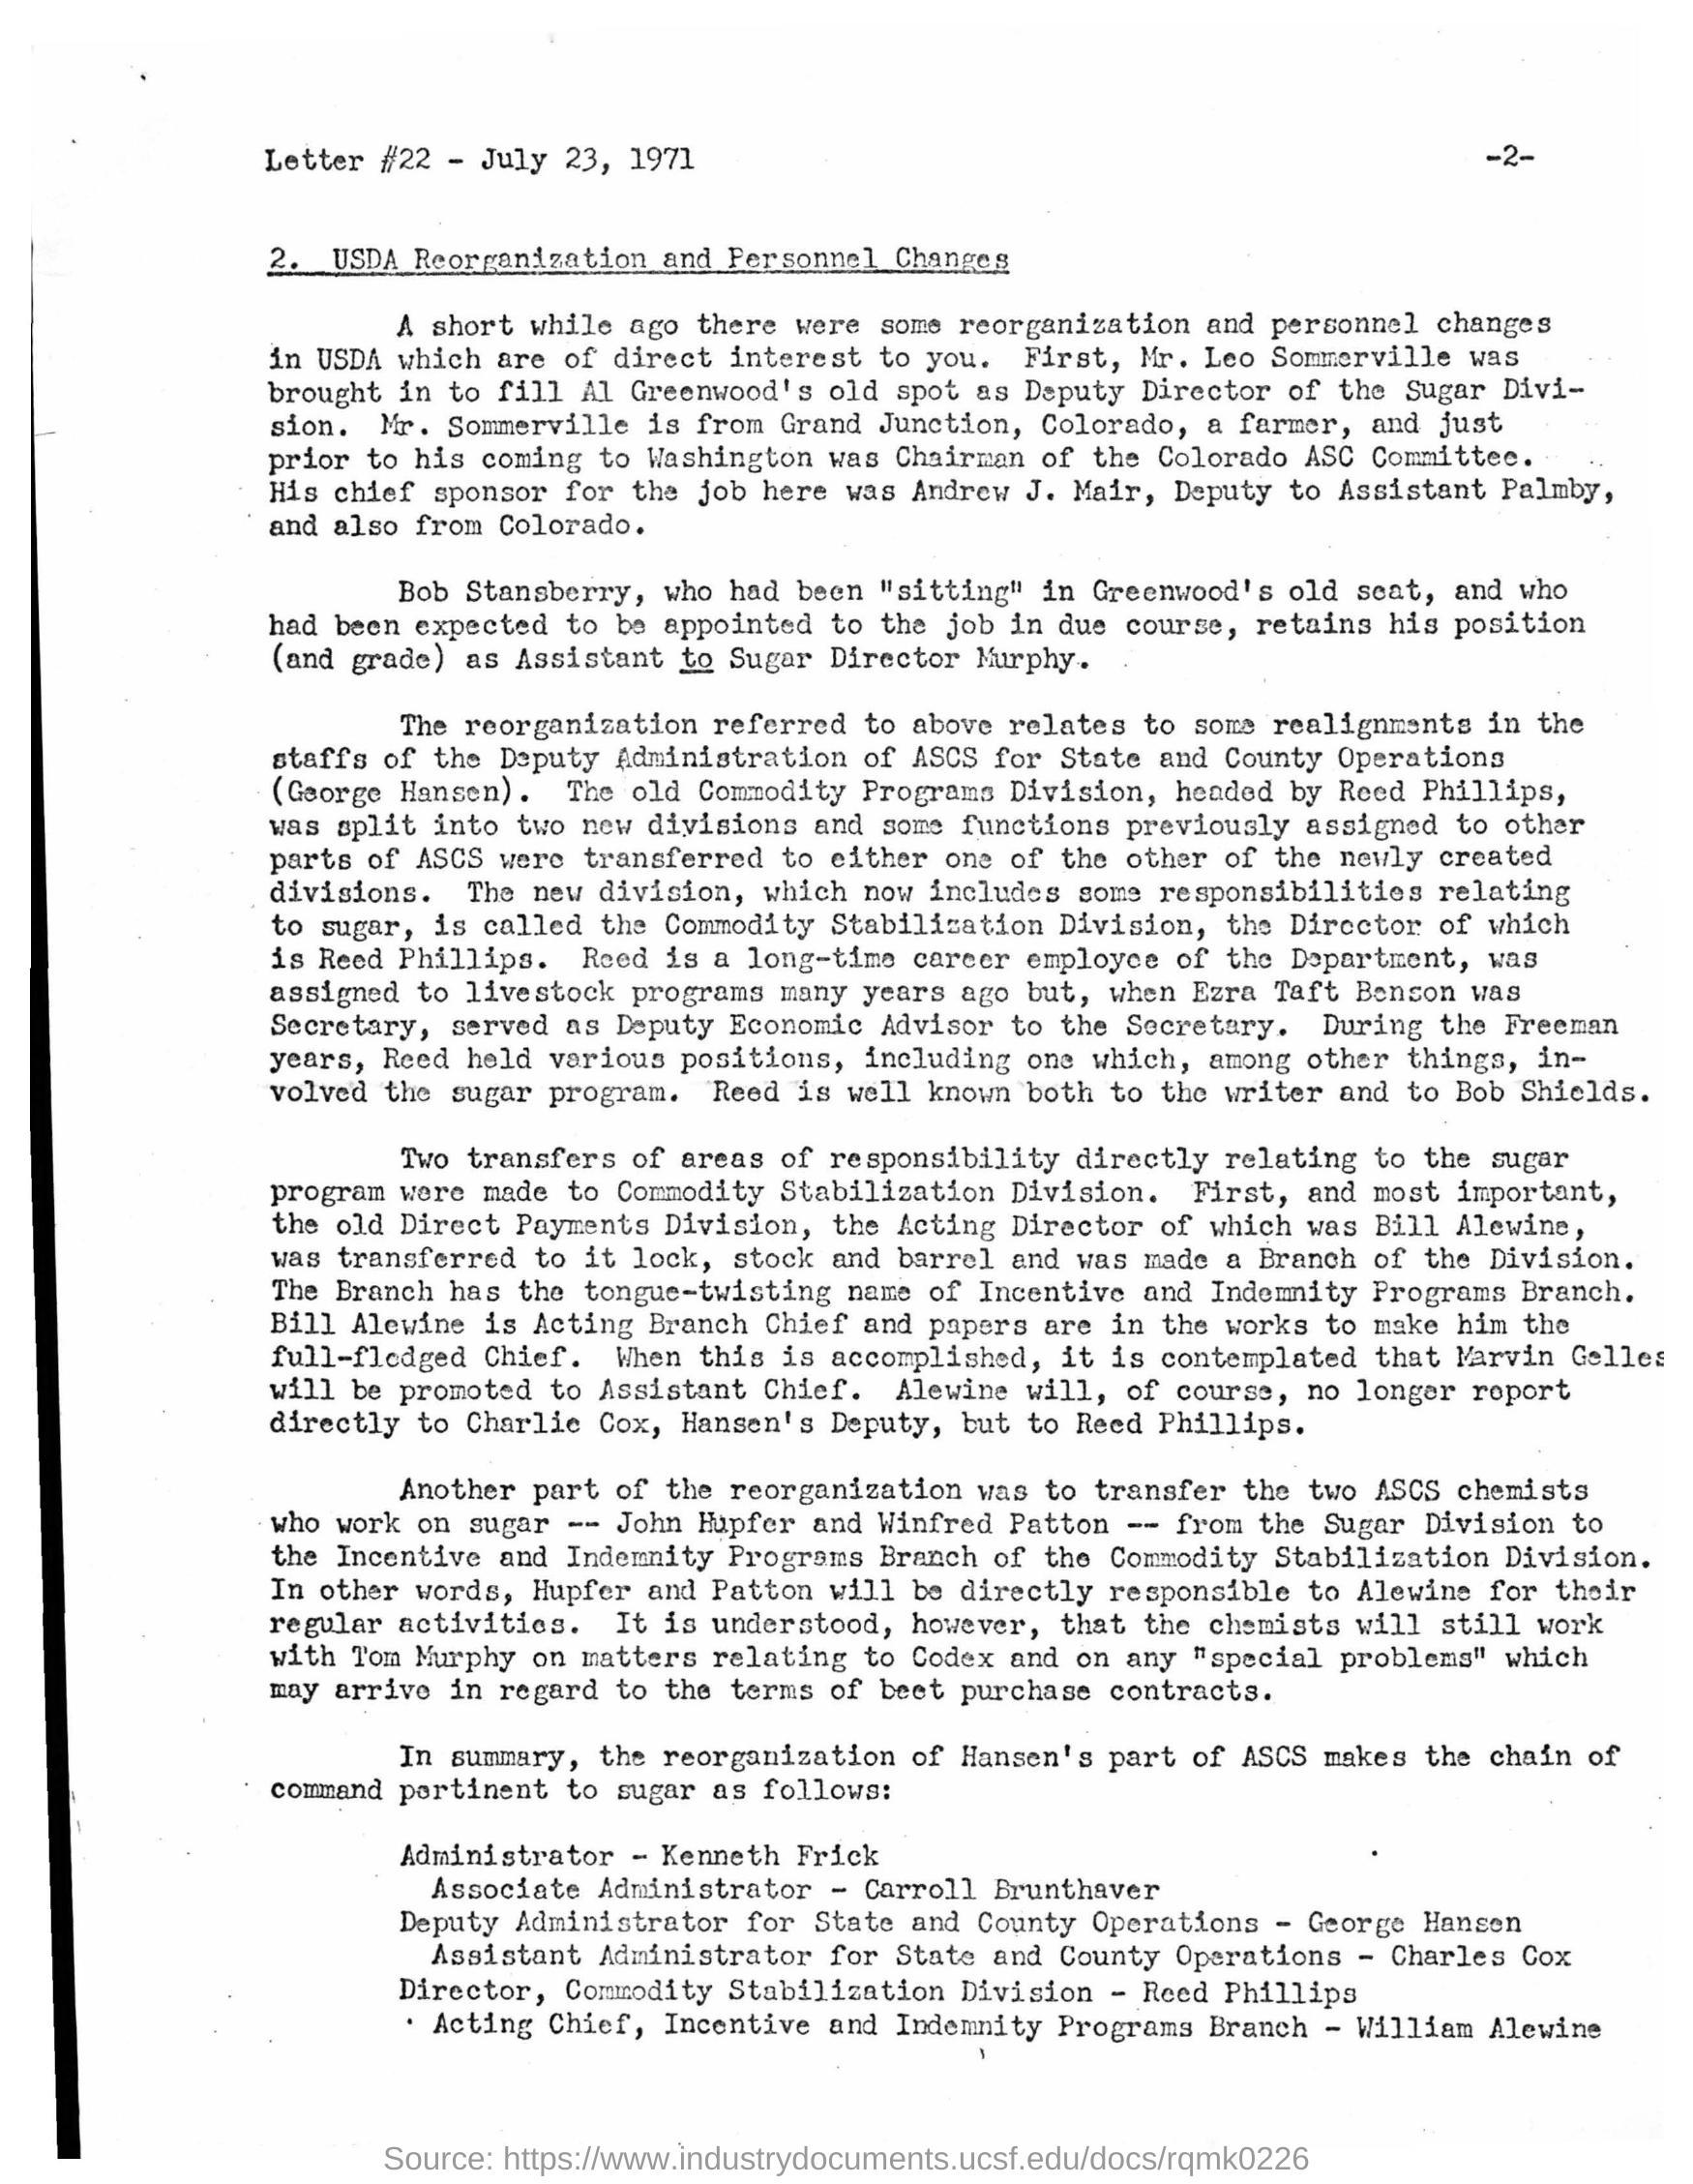 Letter #22 - July 23, 1971
-2-
2. USDA Reorganization and Personnel Changes
A short while ago there were some reorganization and personnel changes
in USDA which are of direct interest to you. First, Mr. Leo Sommerville was
brought in to fill Al Greenwood's old spot as Deputy Director of the Sugar Divi-
sion. Mr. Sommerville is from Grand Junction, Colorado, a farmer, and just
prior to his coming to Washington was Chairman of the Colorado ASC Committee.
His chief sponsor for the job here was Andrew J. Mair, Deputy to Assistant Palmby,
and also from Colorado.
Bob Stansberry, who had been "sitting" in Greenwood's old seat, and who
had been expected to be appointed to the job in due course, retains his position
(and grade) as Assistant to Sugar Director Murphy.
The reorganization referred to above relates to some realignments in the
staffs of the Deputy Administration of ASCS for State and County Operations
(George Hansen). The old Commodity Programs Division, headed by Reed Phillips,
was split into two new divisions and some functions previously assigned to other
parts of ASCS were transferred to either one of the other of the newly created
divisions. The new division, which now includes some responsibilities relating
to sugar, is called the Commodity Stabilization Division, the Director of which
is Reed Phillips. Reed is a long-time career employee of the Department, was
assigned to livestock programs many years ago but, when Ezra Taft Benson was
Secretary, served as Deputy Economic Advisor to the Secretary. During the Freeman
years, Reed held various positions, including one which, among other things, in-
volved the sugar program. Reed is well known both to the writer and to Bob Shields.
Two transfers of areas of responsibility directly relating to the sugar
program were made to Commodity Stabilization Division. First, and most important,
the old Direct Payments Division, the Acting Director of which was Bill Alewine,
was transferred to it lock, stock and barrel and was made a Branch of the Division.
The Branch has the tongue-twisting name of Incentive and Indemnity Programs Branch.
Bill Alewine is Acting Branch Chief and papers are in the works to make him the
full-fledged Chief. When this is accomplished, it is contemplated that Marvin Gelles
will be promoted to Assistant Chief. Alewine will, of course, no longer report
directly to Charlie Cox, Hansen's Deputy, but to Reed Phillips.
Another part of the reorganization was to transfer the two ASCS chemists
who work on sugar -- John Hupfer and Winfred Patton -- from the Sugar Division to
the Incentive and Indemnity Programs Branch of the Commodity Stabilization Division.
In other words, Hupfer and Patton will be directly responsible to Alewine for their
regular activities. It is understood, however, that the chemists will still work
with Tom Murphy on matters relating to Codex and on any "special problems" which
may arrive in regard to the terms of beet purchase contracts.
In summary, the reorganization of Hansen's part of ASCS makes the chain of
command pertinent to sugar as follows:
Administrator - Kenneth Frick
Associate Administrator - Carroll Brunthaver
Deputy Administrator for State and County Operations - George Hansen
Assistant Administrator for State and County Operations - Charles Cox
Director, Commodity Stabilization Division - Reed Phillips
Acting Chief, Incentive and Indemnity Programs Branch - William Alewine
Source: https://www.industrydocuments.ucsf.edu/docs/rqmk0226